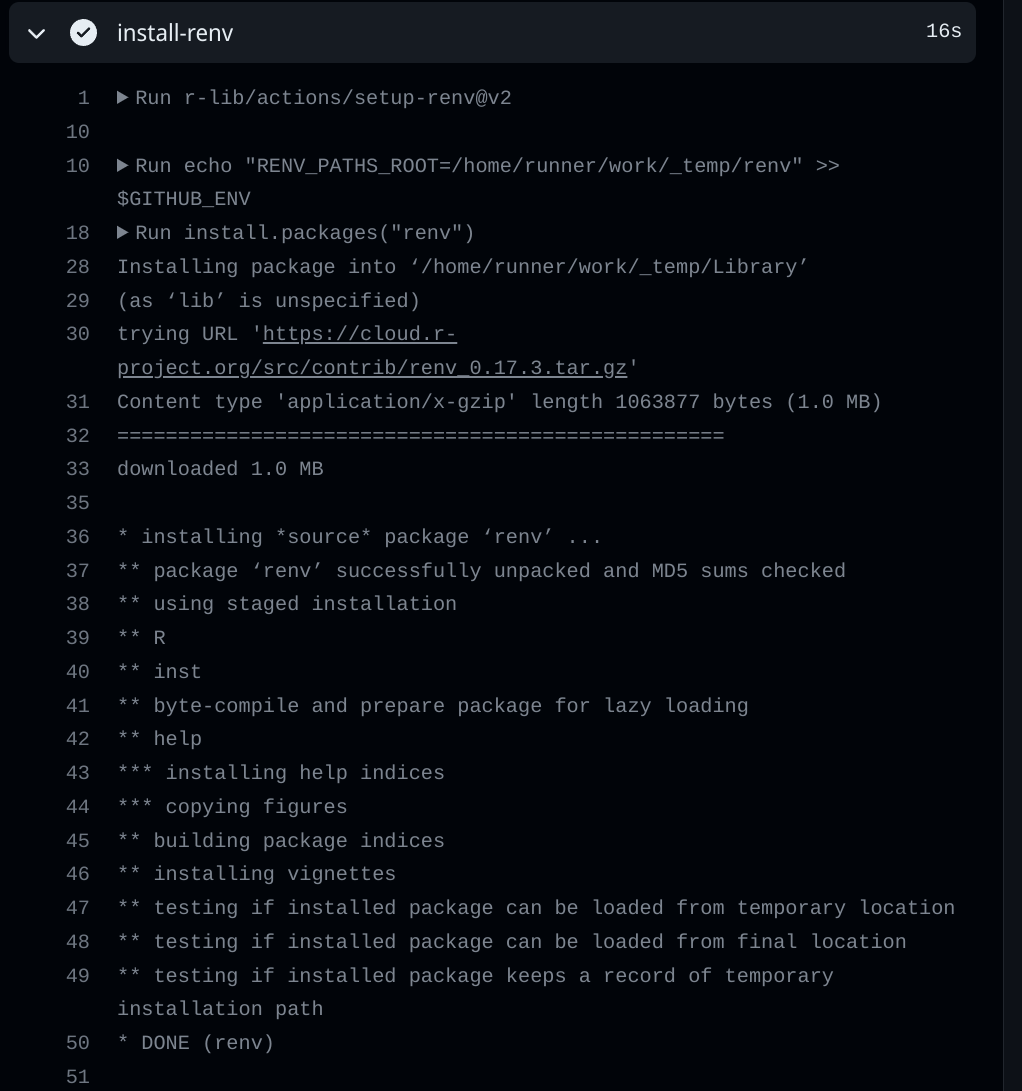 install-renv 16s
1 ▶ Run r-lib/actions/setup-renv@v2
10
10 ▶ Run echo "RENV_PATHS_ROOT=/home/runner/work/_temp/renv" >>
$GITHUB_ENV
18 ▶ Run install.packages("renv")
28 Installing package into ‘/home/runner/work/_temp/Library’
29 (as ‘lib’ is unspecified)
30 trying URL 'https://cloud.r-
project.org/src/contrib/renv_0.17.3.tar.gz'
31 Content type 'application/x-gzip' length 1063877 bytes (1.0 MB)
32 ==================================================
33 downloaded 1.0 MB
35
36 * installing *source* package ‘renv’ ...
37 ** package ‘renv’ successfully unpacked and MD5 sums checked
38 ** using staged installation
39 ** R
40 ** inst
41 ** byte-compile and prepare package for lazy loading
42 ** help
43 *** installing help indices
44 *** copying figures
45 ** building package indices
46 ** installing vignettes
47 ** testing if installed package can be loaded from temporary location
48 ** testing if installed package can be loaded from final location
49 ** testing if installed package keeps a record of temporary
installation path
50 * DONE (renv)
51